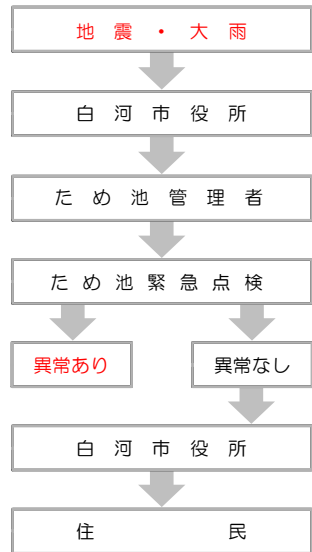 地震・大雨
白河市役所
ため池管理者
ため池緊急点検
異常あり
異常なし
白河市役所
住民